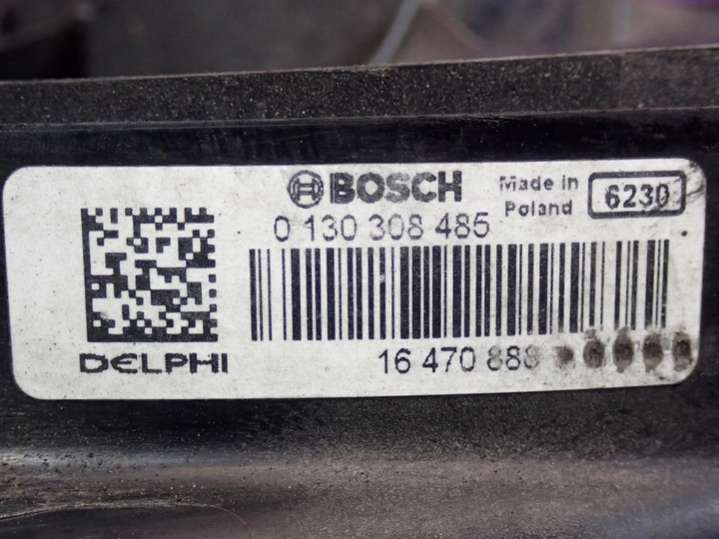 BOSCH
Made in
Poland
6230
0 130 308 485
DELPHI
16 470 888